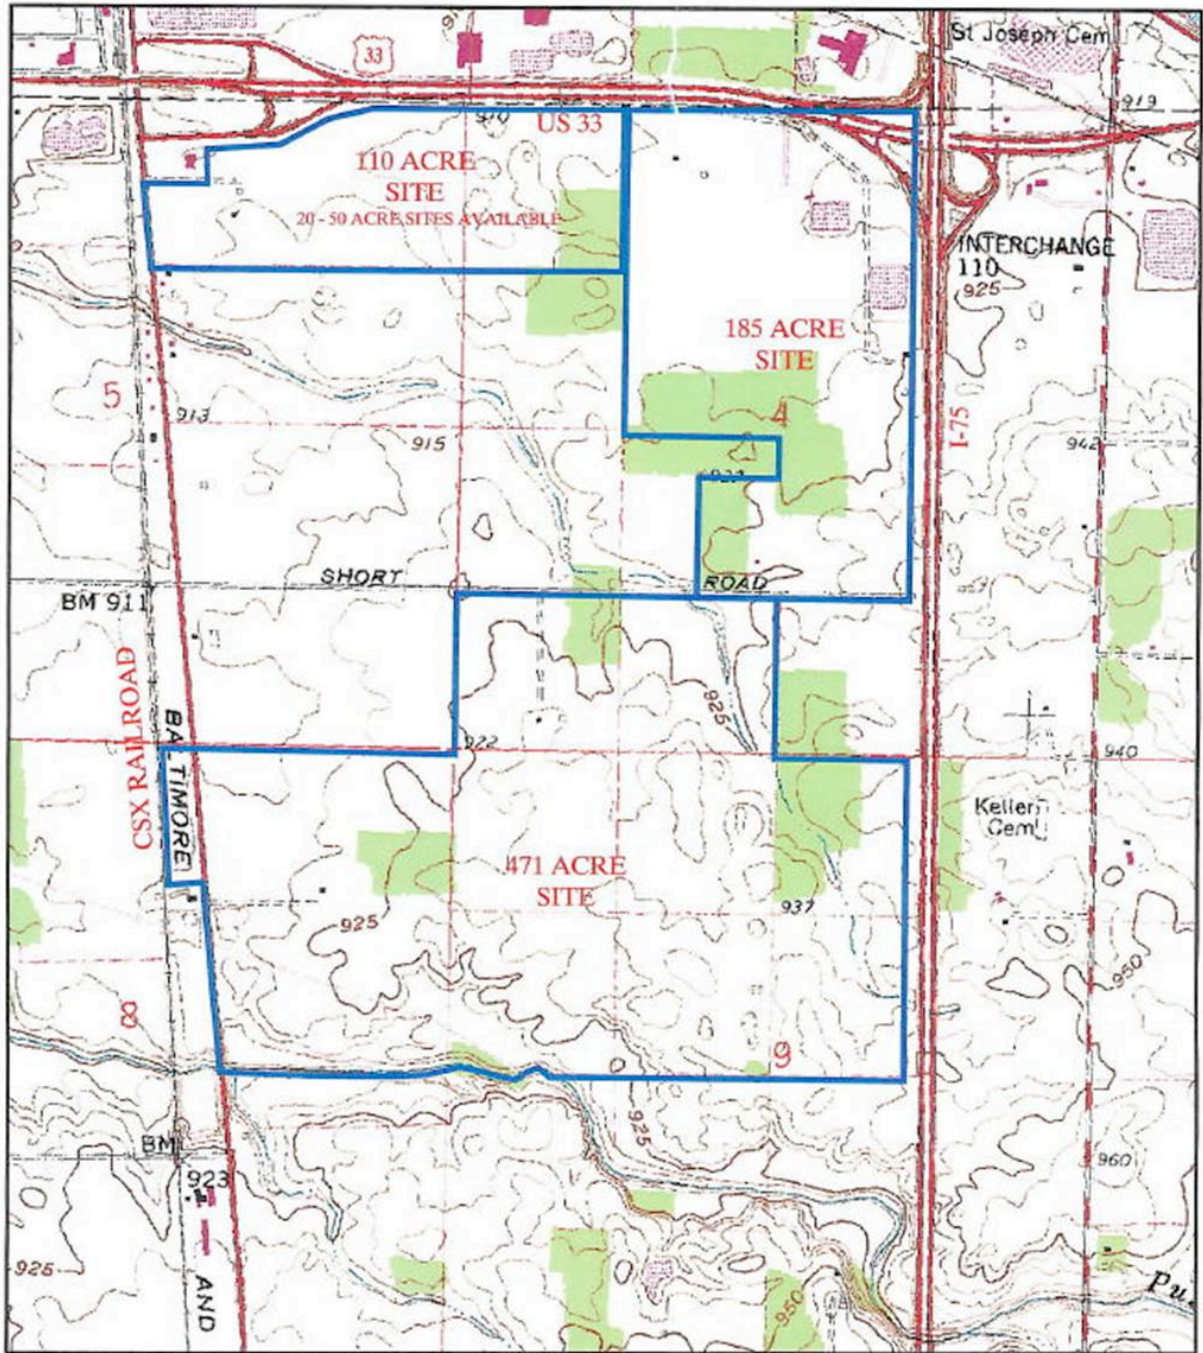 St Joseph Cem
33
919
910
US 33
110 ACRE
SITE
20 - 50 ACRE SITES AVAILABLE
INTERCHANGE
110
925
185 ACRE
SITE
5
913
915
4
I-75
942
SHORT
ROAD
BM 911
CSX RAILROAD
BALTIMORE
925
922
940
Keller
Cem
471 ACRE
SITE
937
925
950
8
9
925
BM
923
960
925
AND
950
Pu